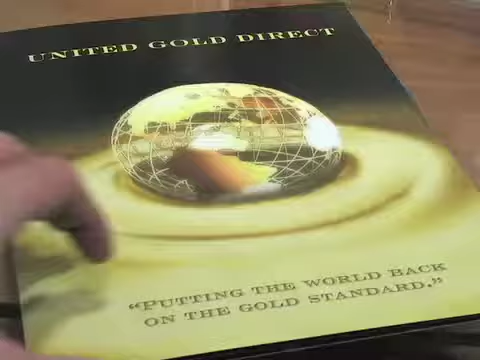 UNITED GOLD DIRECT
"PUTTING THE WORLD BACK
ON THE GOLD STANDARD."